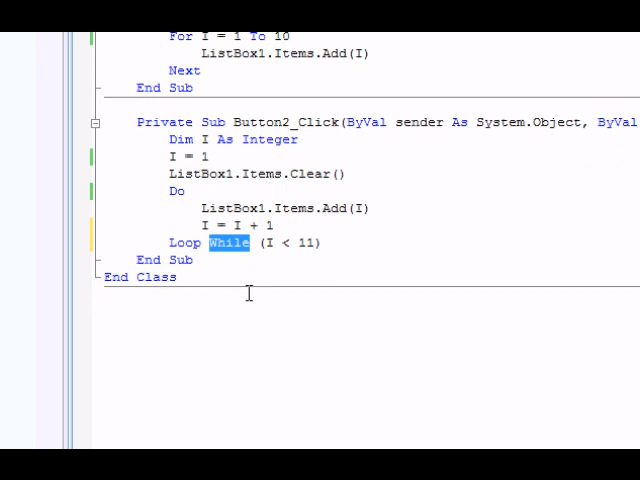 For I = 1 To 10
ListBox1.Items.Add(I)
Next
End Sub
Private Sub Button2_Click(ByVal sender As System.Object, ByVal
Dim I As Integer
I = 1
ListBox1.Items.Clear()
Do
ListBox1.Items.Add(I)
I = I + 1
Loop While (I < 11)
End Sub
End Class